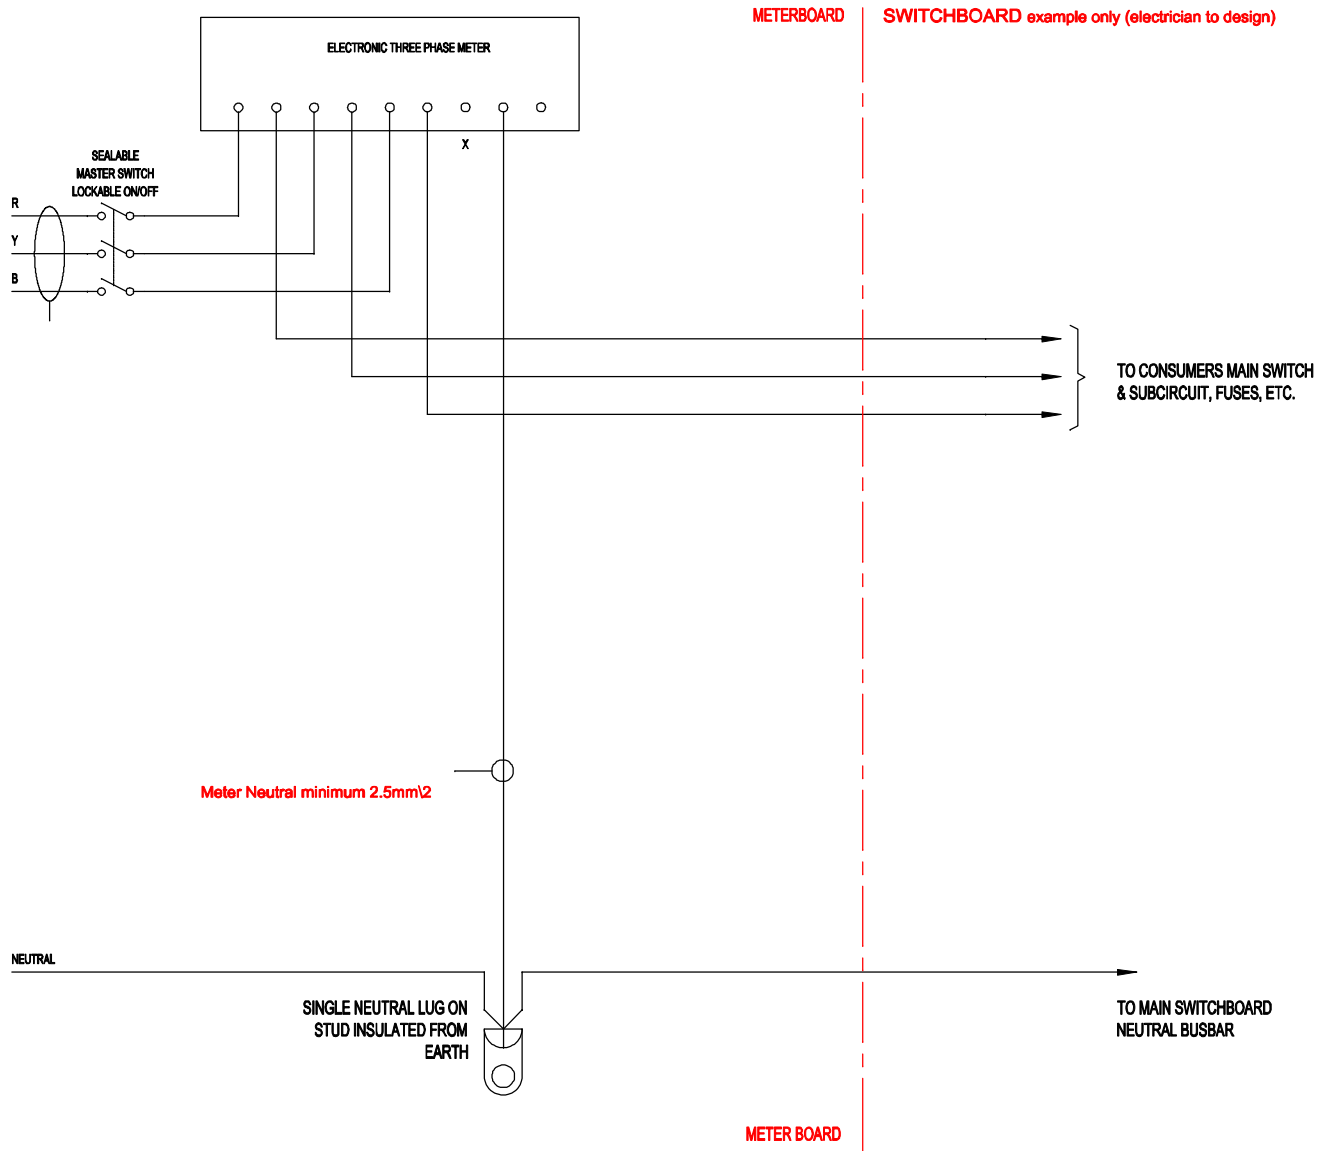 METERBOARD
SWITCHBOARD example only (electrician to design)
ELECTRONIC THREE PHASE METER
X
SEALABLE
MASTER SWITCH
LOCKABLE ON/OFF
R
Y
B
TO CONSUMERS MAIN SWITCH
& SUBCIRCUIT, FUSES, ETC.
Meter Neutral minimum 2.5mm\2
NEUTRAL
SINGLE NEUTRAL LUG ON
STUD INSULATED FROM
EARTH
TO MAIN SWITCHBOARD
NEUTRAL BUSBAR
METER BOARD